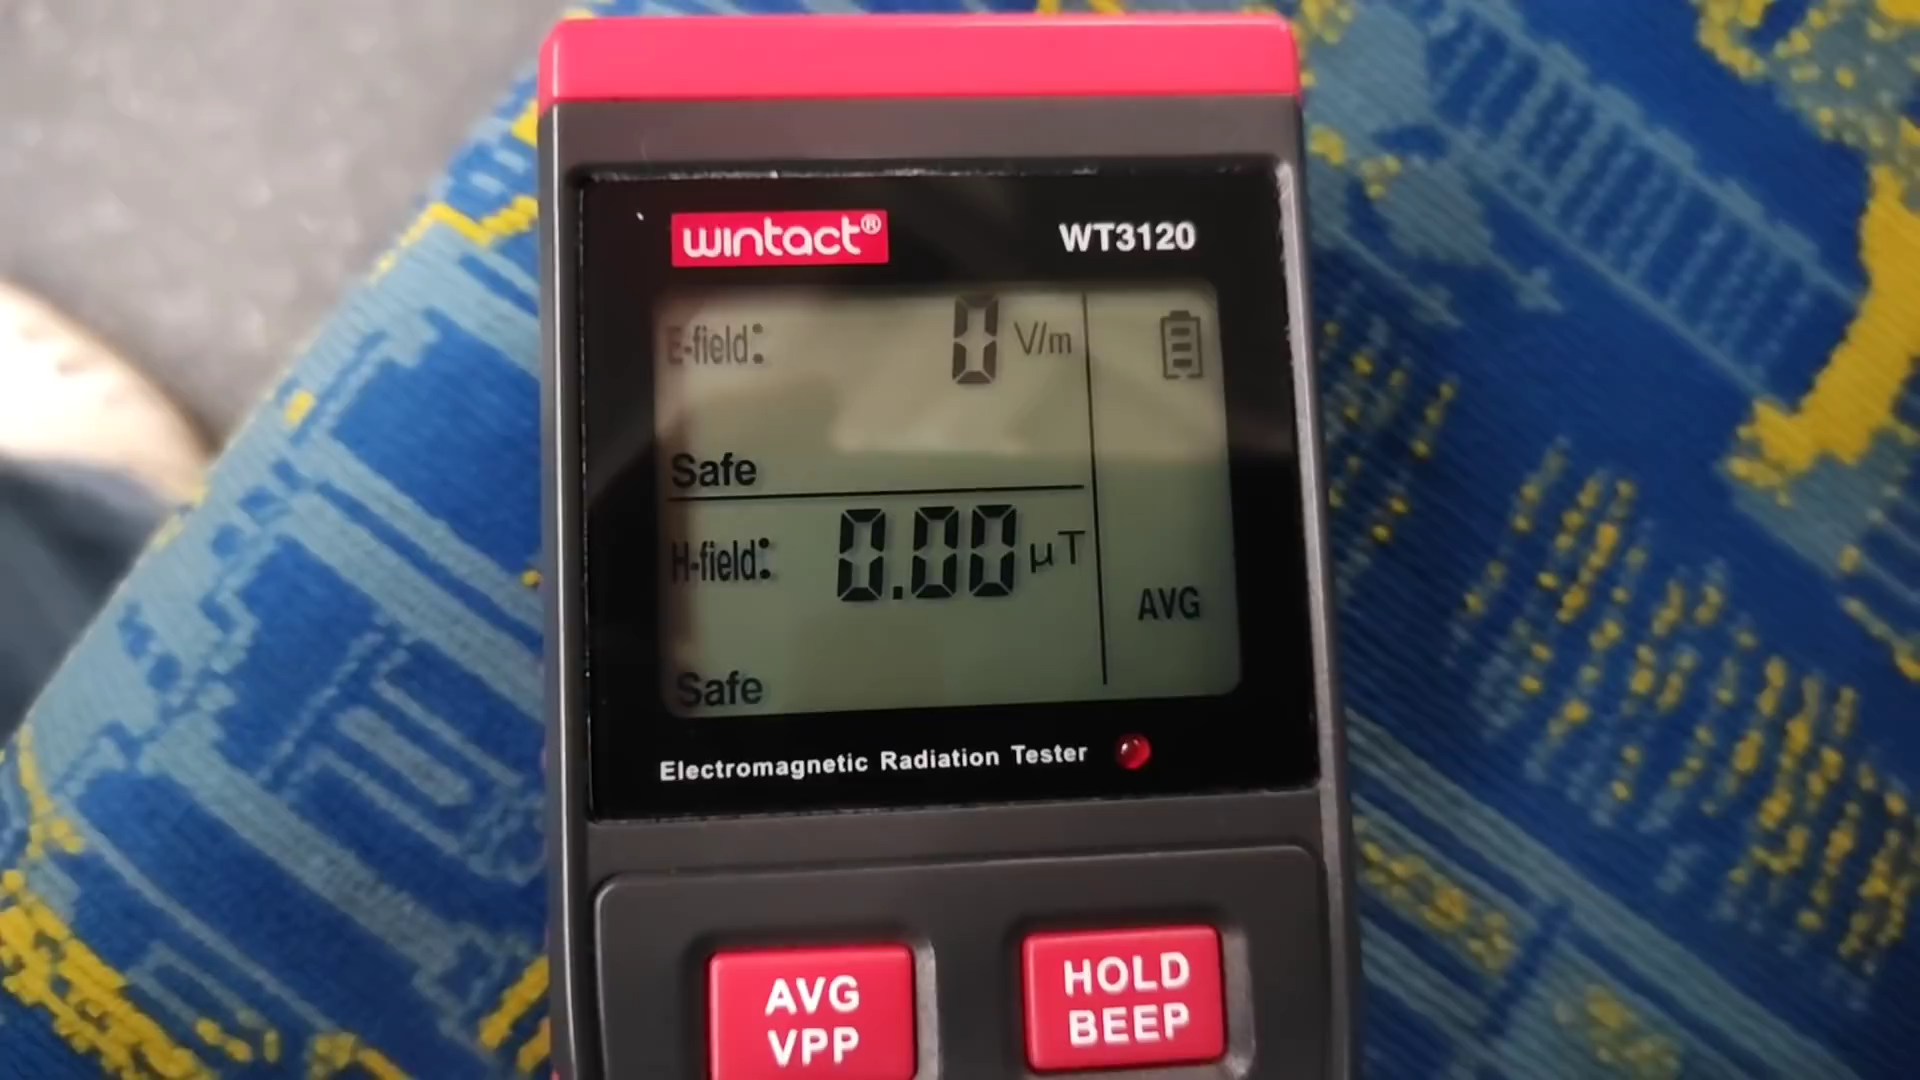 wintact® WT3120
E-field: 0 V/m
Safe
H-field: 0.00 µT
AVG
Safe
Electromagnetic Radiation Tester
AVG
VPP
HOLD
BEEP